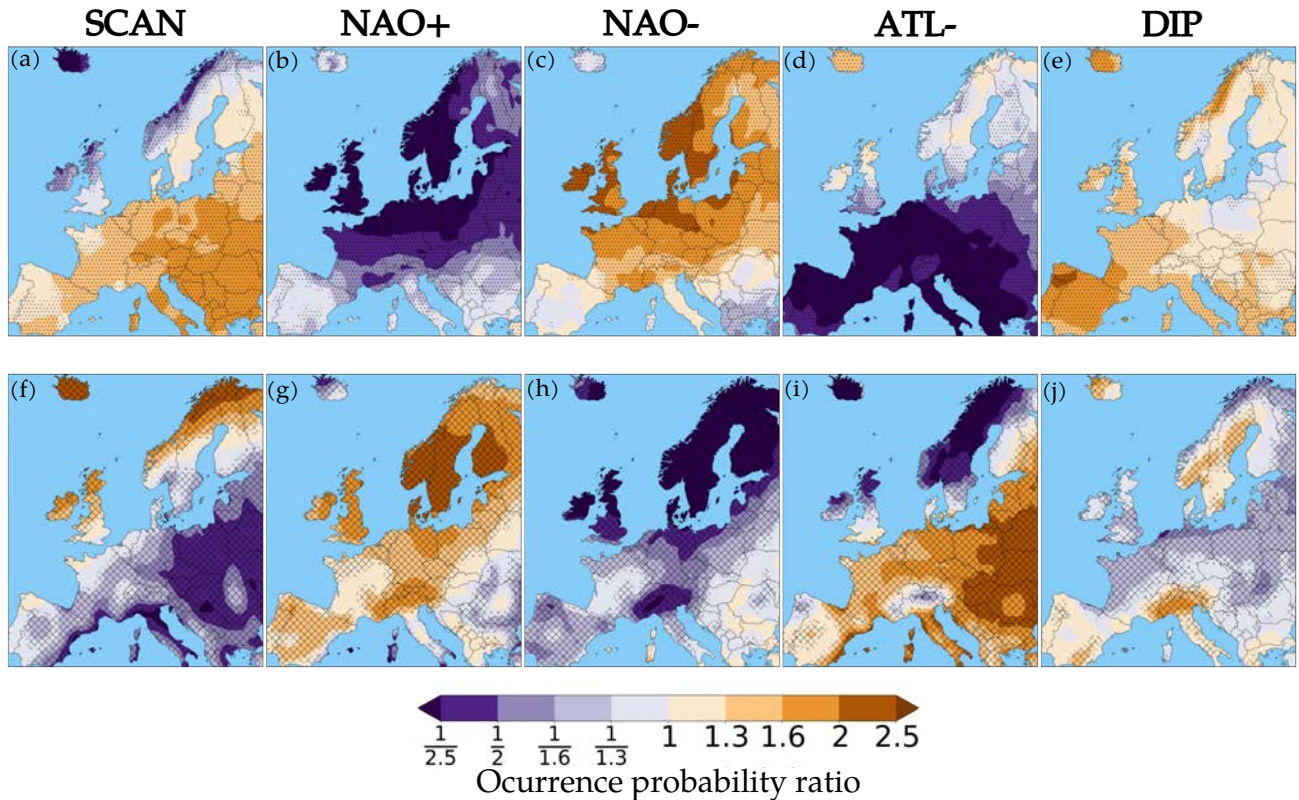 SCAN NAO+ NAO- ATL- DIP
(a) (b) (c) (d) (e)
(f) (g) (h) (i) (j)
1/2.5 1/2 1/1.6 1/1.3 1 1.3 1.6 2 2.5
Ocurrence probability ratio